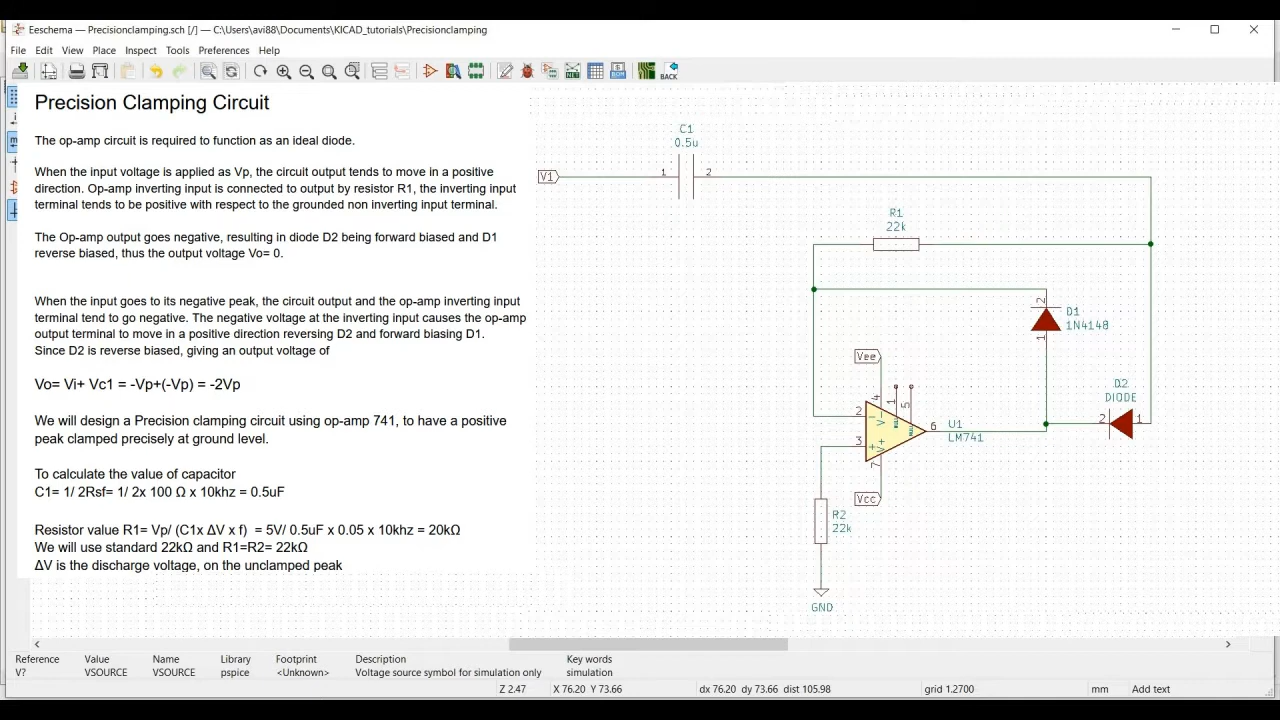 Eeschema — Precisionclamping.sch [/] — C:\Users\avi88\Documents\KICAD_tutorials\Precisionclamping
File Edit View Place Inspect Tools Preferences Help
BOM BACK
Precision Clamping Circuit
The op-amp circuit is required to function as an ideal diode.
When the input voltage is applied as Vp, the circuit output tends to move in a positive
direction. Op-amp inverting input is connected to output by resistor R1, the inverting input
terminal tends to be positive with respect to the grounded non inverting input terminal.
The Op-amp output goes negative, resulting in diode D2 being forward biased and D1
reverse biased, thus the output voltage Vo= 0.
When the input goes to its negative peak, the circuit output and the op-amp inverting input
terminal tend to go negative. The negative voltage at the inverting input causes the op-amp
output terminal to move in a positive direction reversing D2 and forward biasing D1.
Since D2 is reverse biased, giving an output voltage of
Vo= Vi+ Vc1 = -Vp+(-Vp) = -2Vp
We will design a Precision clamping circuit using op-amp 741, to have a positive
peak clamped precisely at ground level.
To calculate the value of capacitor
C1= 1/ 2Rsf= 1/ 2x 100 Ω x 10khz = 0.5uF
Resistor value R1= Vp/ (C1x ΔV x f) = 5V/ 0.5uF x 0.05 x 10khz = 20kΩ
We will use standard 22kΩ and R1=R2= 22kΩ
ΔV is the discharge voltage, on the unclamped peak
C1
0.5u
V1
1 2
R1
22k
2
D1
1N4148
1
Vee
4 1 5
D2
DIODE
2 1
2
V-
6
U1
LM741
3
V+
7
Vcc
R2
22k
GND
Reference Value Name Library Footprint Description Key words
V? VSOURCE VSOURCE pspice <Unknown> Voltage source symbol for simulation only simulation
Z 2.47 X 76.20 Y 73.66 dx 76.20 dy 73.66 dist 105.98 grid 1.2700 mm Add text